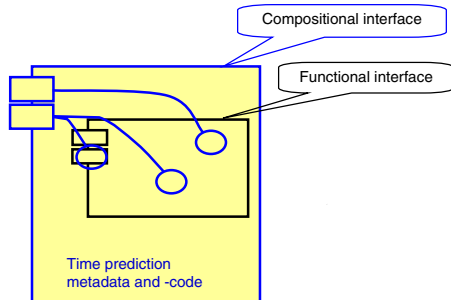 Compositional interface
Functional interface
Time prediction
metadata and -code